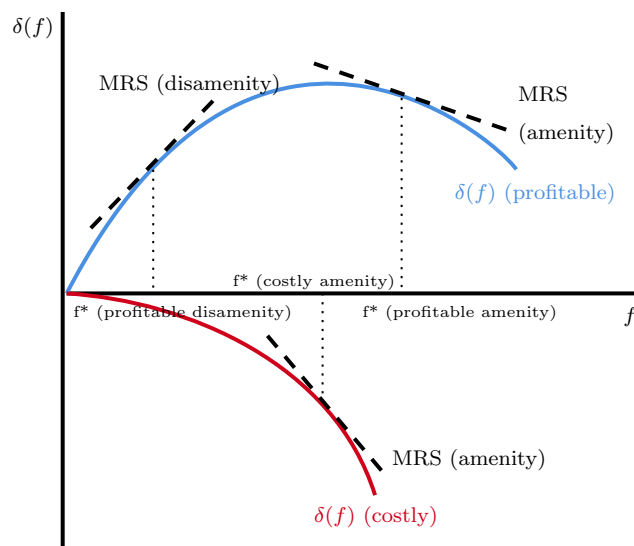 δ(f)
MRS (disamenity)
MRS
(amenity)
δ(f) (profitable)
f* (costly amenity)
f* (profitable disamenity)
f* (profitable amenity)
f
MRS (amenity)
δ(f) (costly)